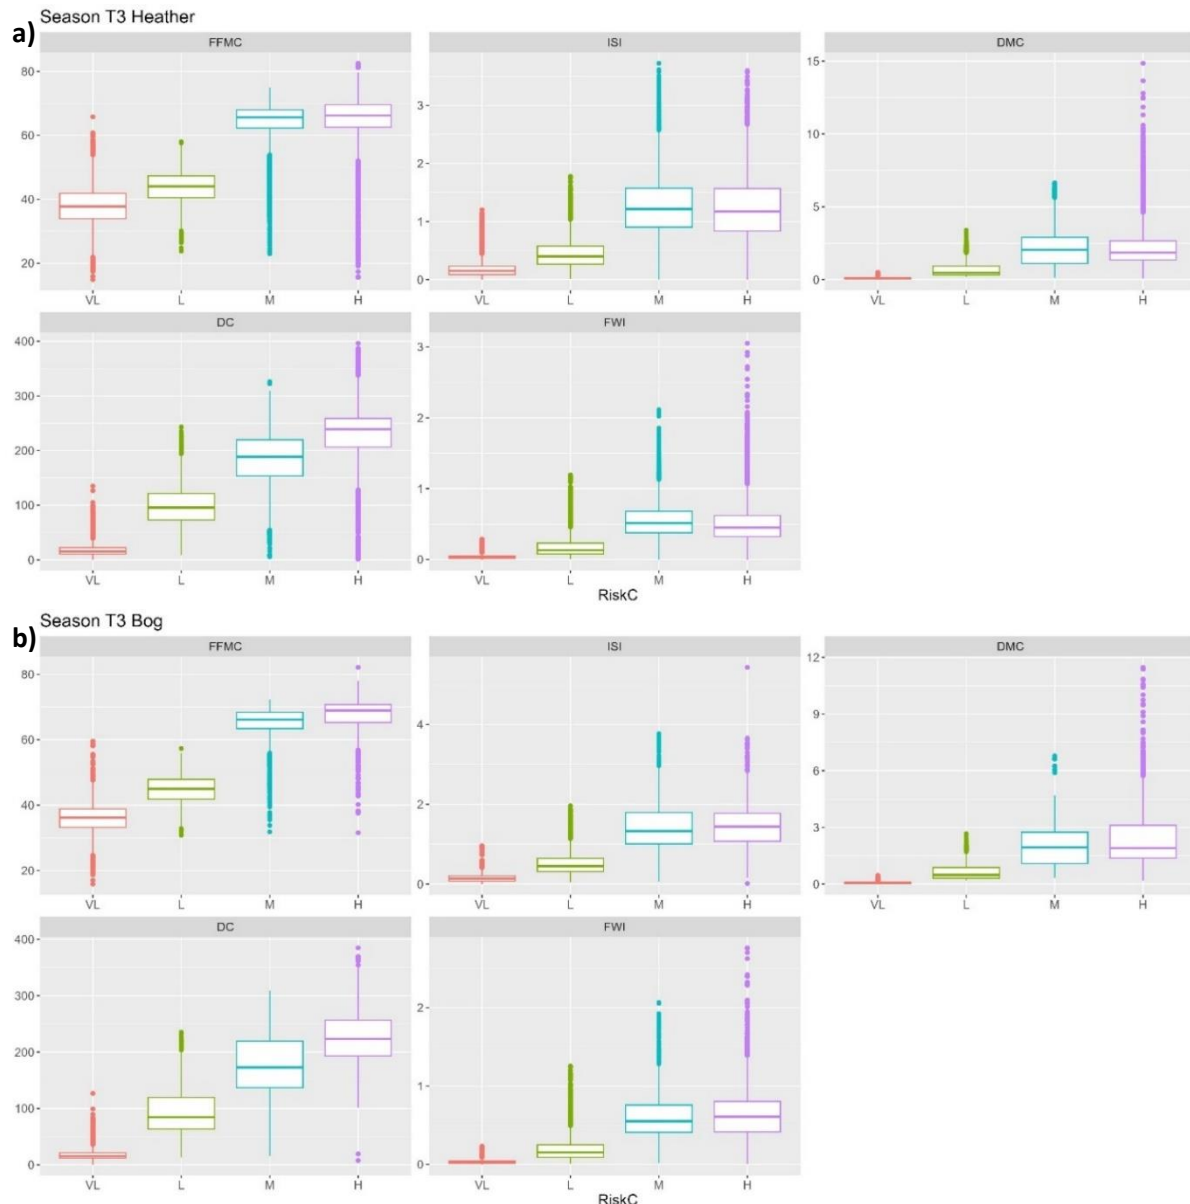 Season T3 Heather
a)
FFMC ISI DMC
80 60 40 20
3 2 1 0
15 10 5 0
VL L M H VL L M H VL L M H
DC FWI
400 300 200 100 0
3 2 1 0
VL L M H VL L M H
RiskC
Season T3 Bog
b)
FFMC ISI DMC
80 60 40 20
4 2 0
12 9 6 3 0
VL L M H VL L M H VL L M H
DC FWI
400 300 200 100 0
2 1 0
VL L M H VL L M H
RiskC